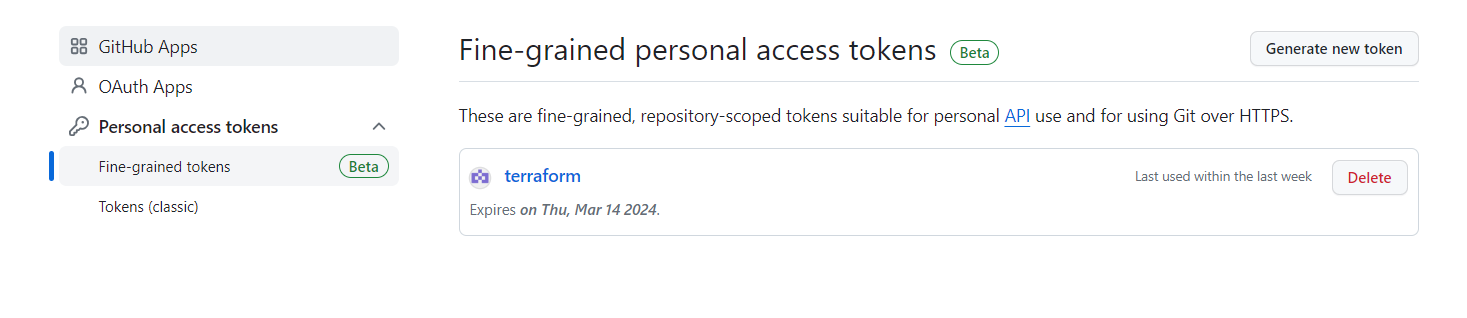 GitHub Apps
OAuth Apps
Personal access tokens
Fine-grained tokens Beta
Tokens (classic)
Fine-grained personal access tokens Beta
Generate new token
These are fine-grained, repository-scoped tokens suitable for personal API use and for using Git over HTTPS.
terraform
Last used within the last week
Delete
Expires on Thu, Mar 14 2024.